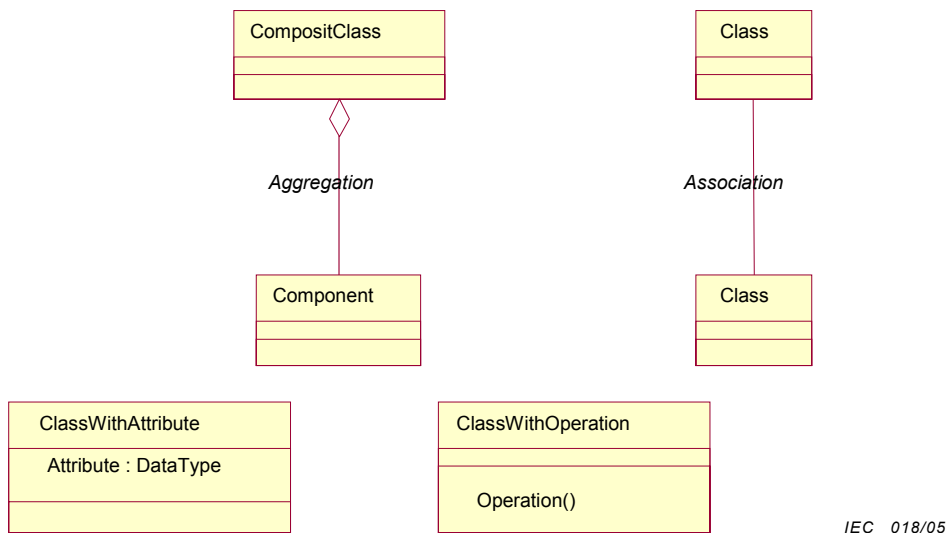 CompositClass
Class
Aggregation
Association
Component
Class
ClassWithAttribute
ClassWithOperation
Attribute : DataType
Operation()
IEC 018/05